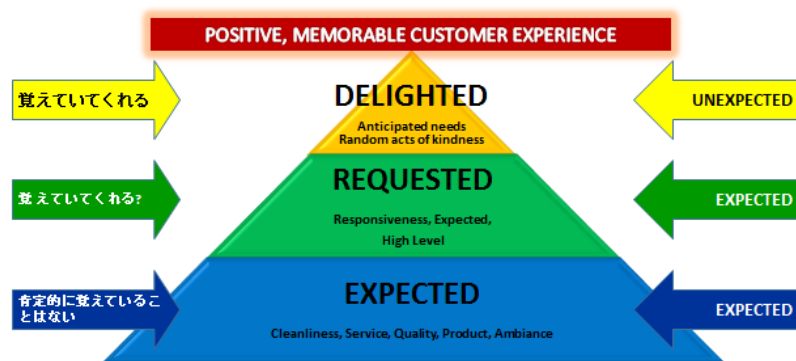 POSITIVE, MEMORABLE CUSTOMER EXPERIENCE
覚えていてくれる
DELIGHTED
Anticipated needs
Random acts of kindness
UNEXPECTED
覚えていてくれる?
REQUESTED
Responsiveness, Expected,
High Level
EXPECTED
肯定的に覚えているこ
とはない
EXPECTED
Cleanliness, Service, Quality, Product, Ambiance
EXPECTED